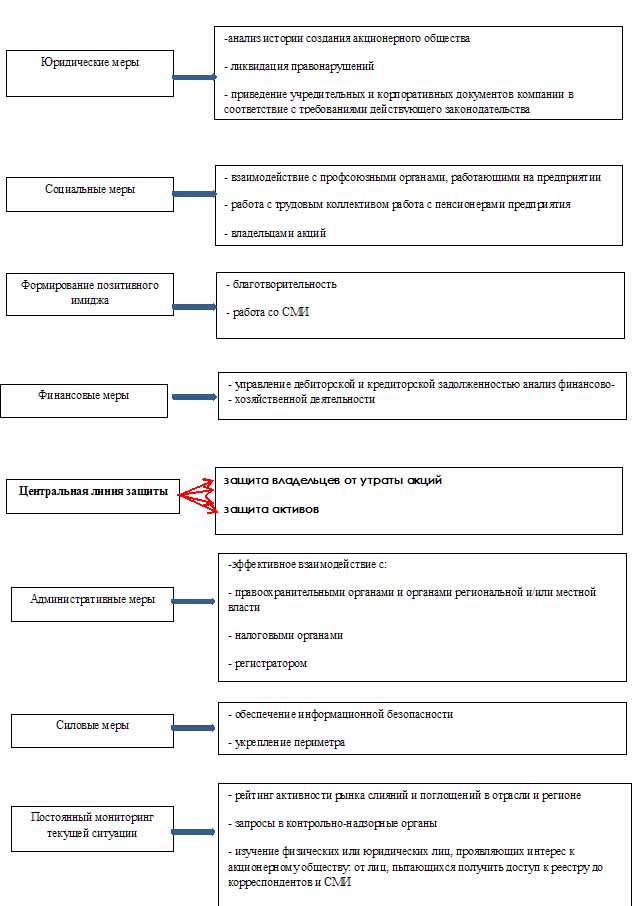 Юридические меры
-анализ истории создания акционерного общества
- ликвидация правонарушений
- приведение учредительных и корпоративных документов компании в
соответствие с требованиями действующего законодательства
Социальные меры
- взаимодействие с профсоюзными органами, работающими на предприятии
- работа с трудовым коллективом работа с пенсионерами предприятия
- владельцами акций
Формирование позитивного
имиджа
- благотворительность
- работа со СМИ
Финансовые меры
- управление дебиторской и кредиторской задолженностью анализ финансово-
- хозяйственной деятельности
Центральная линия защиты
защита владельцев от утраты акций
защита активов
Административные меры
-эффективное взаимодействие с:
- правоохранительными органами и органами региональной и/или местной
власти
- налоговыми органами
- регистратором
Силовые меры
- обеспечение информационной безопасности
- укрепление периметра
Постоянный мониторинг
текущей ситуации
- рейтинг активности рынка слияний и поглощений в отрасли и регионе
- запросы в контрольно-надзорные органы
- изучение физических или юридических лиц, проявляющих интерес к
акционерному обществу: от лиц, пытающихся получить доступ к реестру до
корреспондентов и СМИ